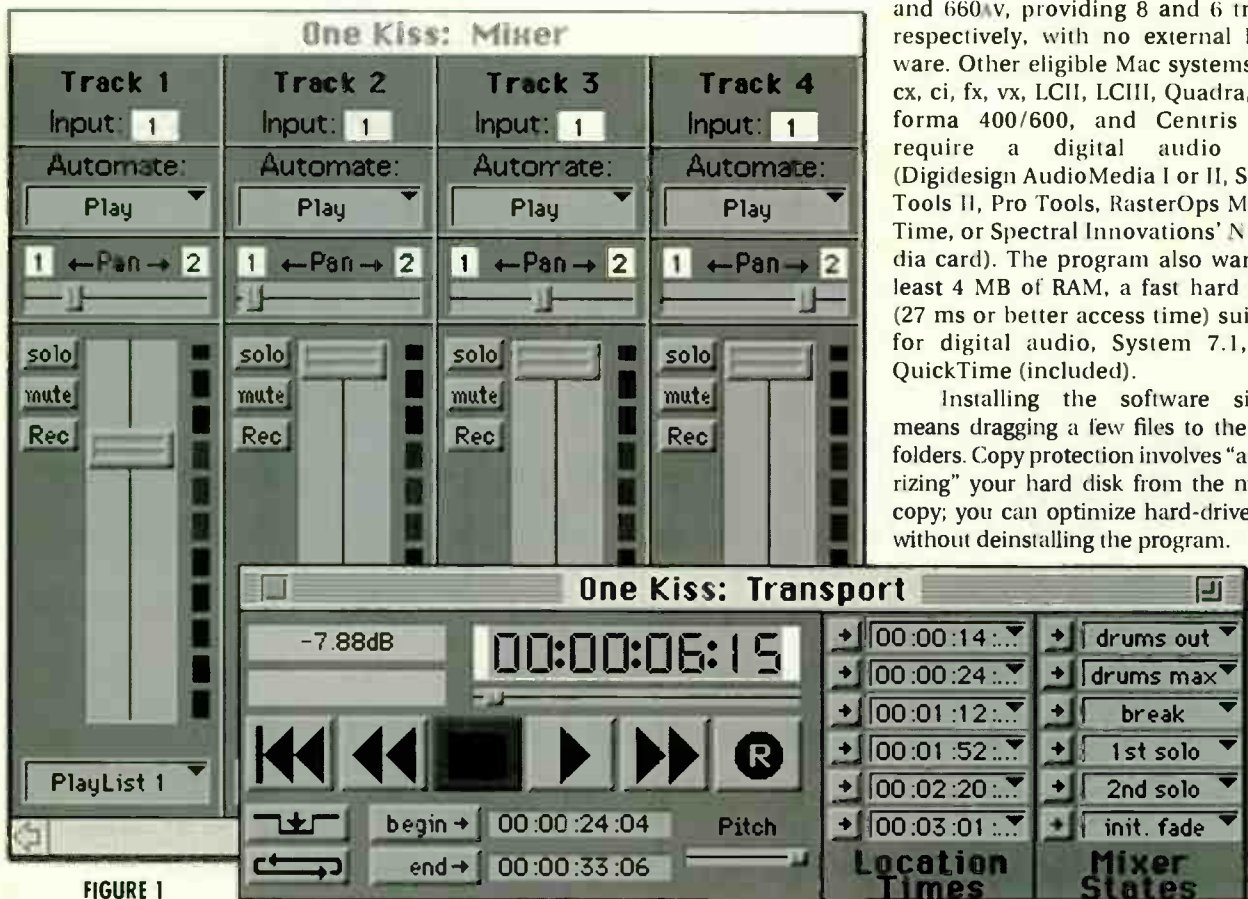 One Kiss: Mixer
Track 1
Input: 1
Automate:
Play
1 ←Pan→ 2
solo
mute
Rec
PlayList 1
Track 2
Input: 1
Automate:
Play
1 ←Pan→ 2
solo
mute
Rec
Track 3
Input: 1
Automate:
Play
1 ←Pan→ 2
solo
mute
Rec
Track 4
Input: 1
Automate:
Play
1 ←Pan→ 2
solo
mute
Rec
One Kiss: Transport
-7.88dB
00:00:06:15
R
begin → 00:00:24:04
end → 00:00:33:06
Pitch
00:00:14:...
00:00:24:...
00:01:12:...
00:01:52:...
00:02:20:...
00:03:01:...
Location
Times
drums out
drums max
break
1st solo
2nd solo
init. fade
Mixer
States
FIGURE 1
and 660AV, providing 8 and 6
respectively, with no external
ware. Other eligible Mac systems
cx, ci, fx, vx, LCII, LCIII, Quadra,
forma 400/600, and Centris
require a digital audio
(Digidesign AudioMedia I or II,
Tools II, Pro Tools, RasterOps
Time, or Spectral Innovations'
dia card). The program also
least 4 MB of RAM, a fast hard
(27 ms or better access time)
for digital audio, System 7.1,
QuickTime (included).
Installing the software
means dragging a few files to the
folders. Copy protection involves
rizing" your hard disk from the
copy; you can optimize hard-drive
without deinstalling the program.